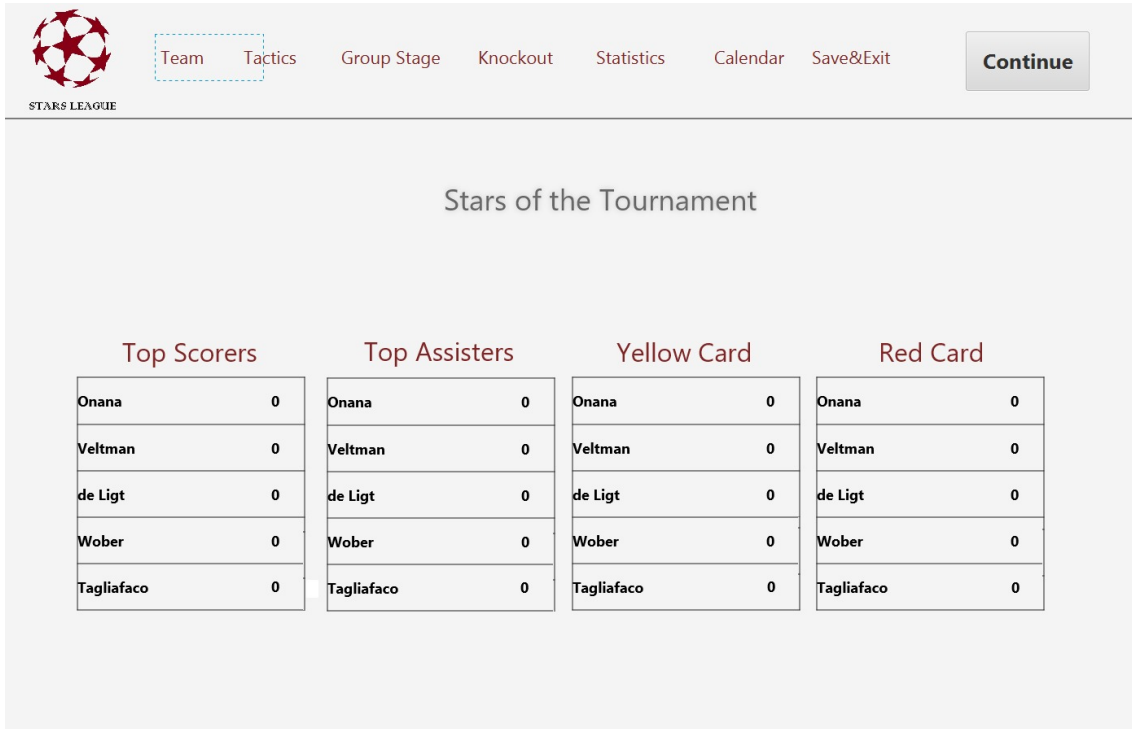 Team Tactics Group Stage Knockout Statistics Calendar Save&Exit Continue
STARS LEAGUE
Stars of the Tournament
Top Scorers Top Assisters Yellow Card Red Card
Onana 0 Onana 0 Onana 0 Onana 0
Veltman 0 Veltman 0 Veltman 0 Veltman 0
de Ligt 0 de Ligt 0 de Ligt 0 de Ligt 0
Wober 0 Wober 0 Wober 0 Wober 0
Tagliafaco 0 Tagliafaco 0 Tagliafaco 0 Tagliafaco 0